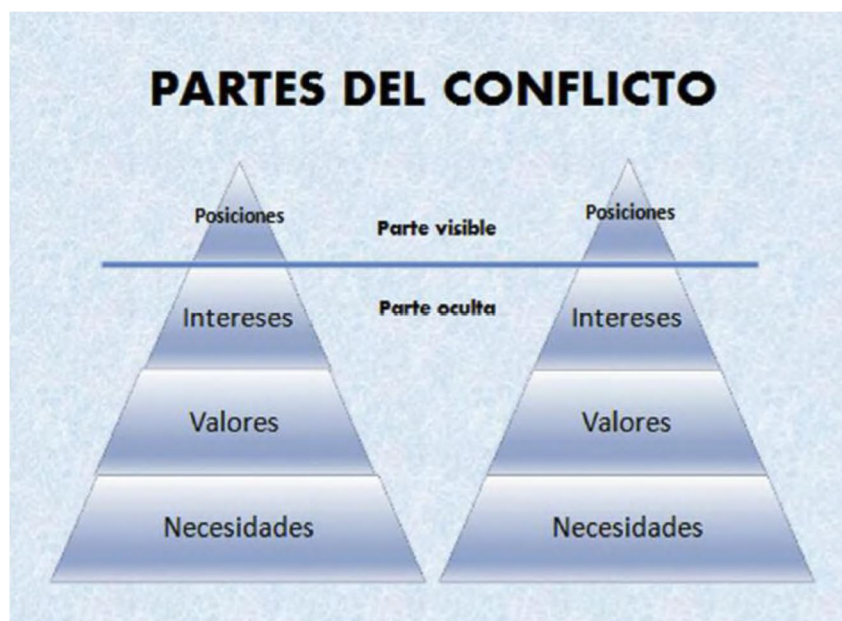 PARTES DEL CONFLICTO
Posiciones
Parte visible
Posiciones
Intereses
Parte oculta
Intereses
Valores
Valores
Necesidades
Necesidades